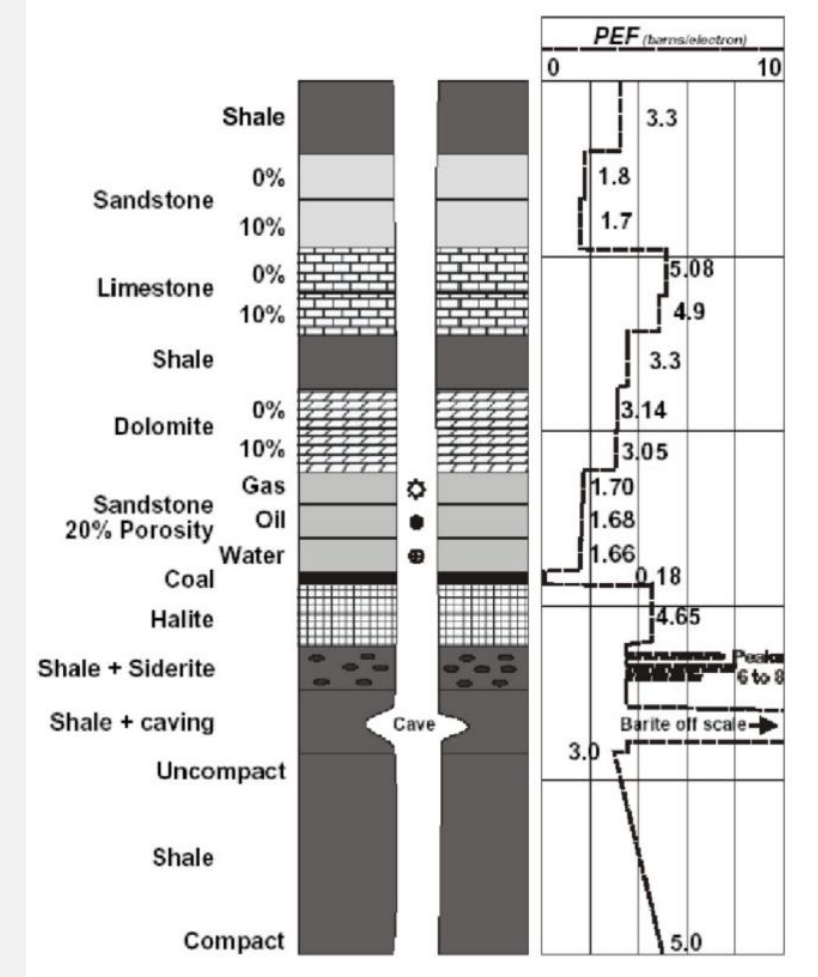 PEF (barns/electron)
0 10
Shale 3.3
0% 1.8
Sandstone
10% 1.7
0% 5.08
Limestone
10% 4.9
Shale 3.3
0% 3.14
Dolomite
10% 3.05
Gas 1.70
Sandstone
20% Porosity
Oil 1.68
Water 1.66
Coal 0.18
Halite 4.65
Shale + Siderite Peaks
6 to 8
Shale + caving Cave Barite off scale
3.0
Uncompact
Shale
Compact 5.0